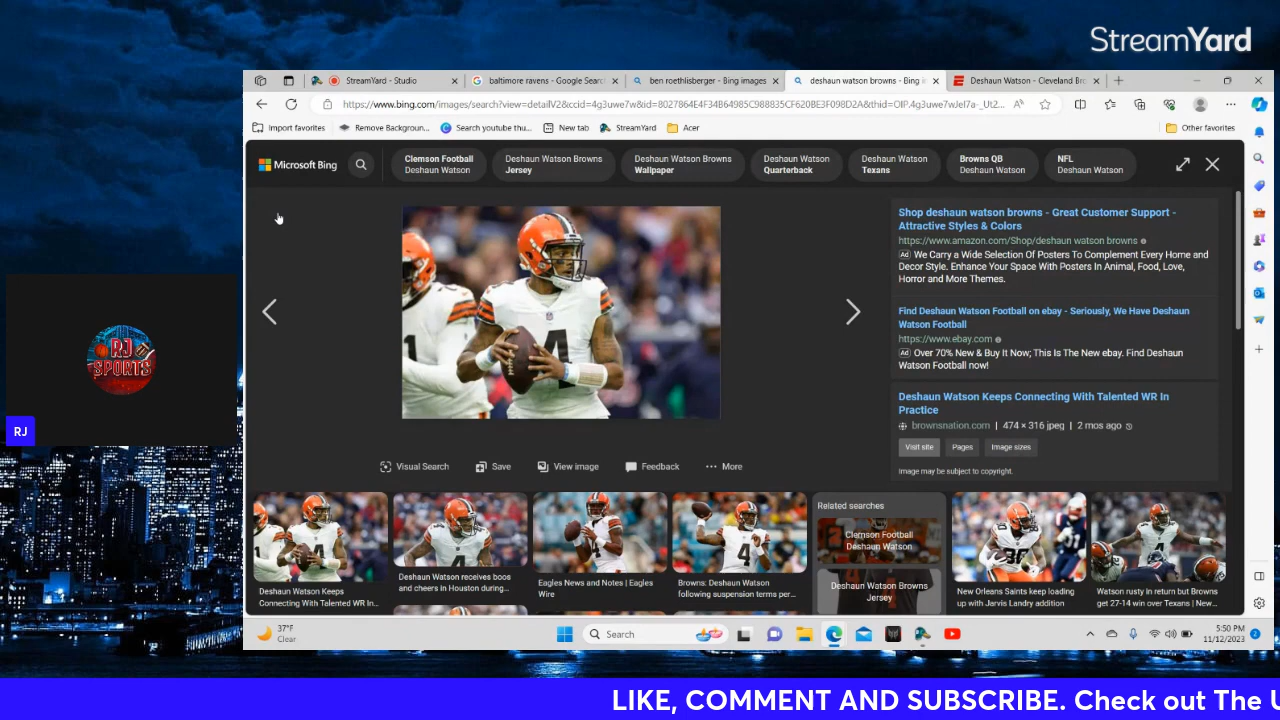 StreamYard
StreamYard - Studio
baltimore ravens - Google Searc
ben roethlisberger - Bing images
deshaun watson browns - Bing i
Deshaun Watson - Cleveland Br
https://www.bing.com/images/search?view=detailV2&ccid=4g3uwe7w&id=8027864E4F34B64985C988835CF620BE3F098D2A&thid=OIP.4g3uwe7wJeI7a-_Ut2...
Import favorites
Remove Backgroun...
Search youtube thu...
New tab
StreamYard
Acer
Other favorites
Microsoft Bing
Clemson Football
Deshaun Watson
Deshaun Watson Browns
Jersey
Deshaun Watson Browns
Wallpaper
Deshaun Watson
Quarterback
Deshaun Watson
Texans
Browns QB
Deshaun Watson
NFL
Deshaun Watson
Shop deshaun watson browns - Great Customer Support -
Attractive Styles & Colors
https://www.amazon.com/Shop/deshaun watson browns
Ad We Carry a Wide Selection Of Posters To Complement Every Home and
Decor Style. Enhance Your Space With Posters In Animal, Food, Love,
Horror and More Themes.
Find Deshaun Watson Football on ebay - Seriously, We Have Deshaun
Watson Football
https://www.ebay.com
Ad Over 70% New & Buy It Now; This Is The New ebay. Find Deshaun
Watson Football now!
Deshaun Watson Keeps Connecting With Talented WR In
Practice
brownsnation.com | 474 × 316 jpeg | 2 mos ago
Visit site
Pages
Image sizes
Image may be subject to copyright.
RJ
SPORTS
RJ
Visual Search
Save
View image
Feedback
More
Deshaun Watson Keeps
Connecting With Talented WR In...
Deshaun Watson receives boos
and cheers in Houston during...
Eagles News and Notes | Eagles
Wire
Browns: Deshaun Watson
following suspension terms per...
Related searches
Clemson Football
Deshaun Watson
Deshaun Watson Browns
Jersey
New Orleans Saints keep loading
up with Jarvis Landry addition
Watson rusty in return but Browns
get 27-14 win over Texans | New...
37°F
Clear
Search
5:50 PM
11/12/2023
2
LIKE, COMMENT AND SUBSCRIBE. Check out The U